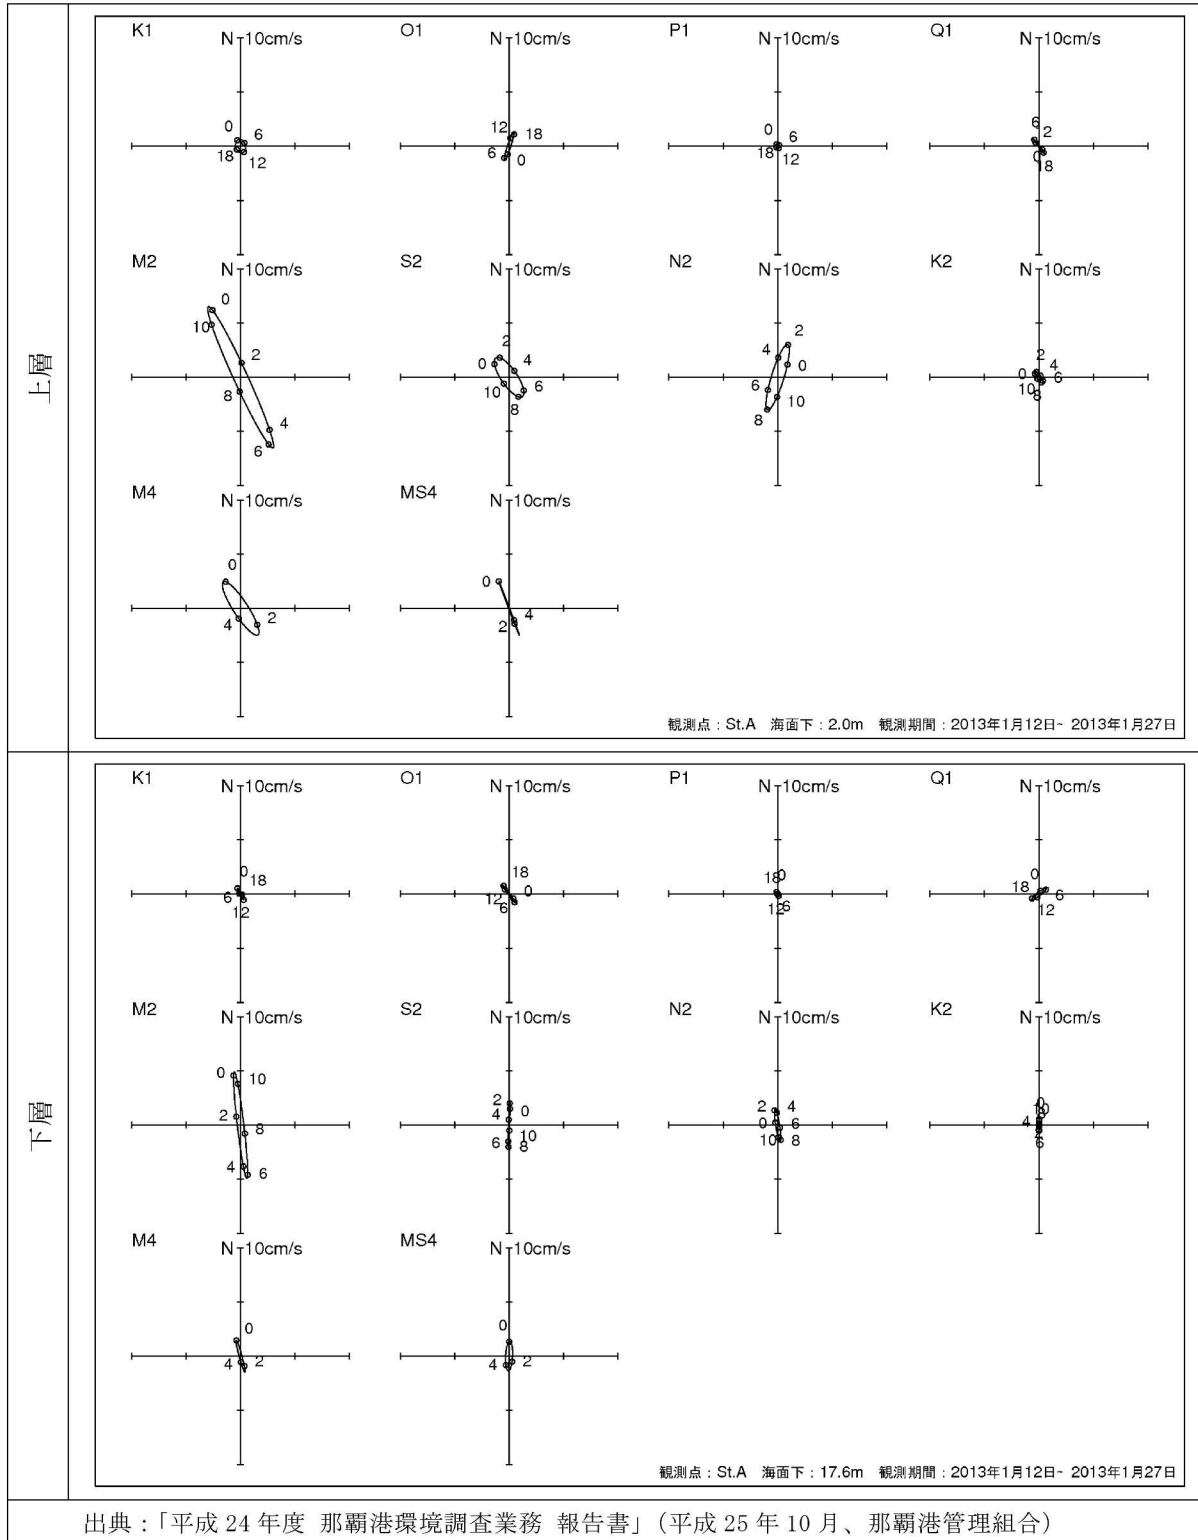 上層
K1 O1 P1 Q1
N 10cm/s N 10cm/s N 10cm/s N 10cm/s
0 6 18 12
12 18 6 0
0 6 18 12
6 2 0 18
M2 S2 N2 K2
N 10cm/s N 10cm/s N 10cm/s N 10cm/s
0 10 2 8 4 6
2 0 4 10 6 8
2 4 0 6 10 8
2 0 4 6 10 8
M4 MS4
N 10cm/s N 10cm/s
0 4 2
0 4 2
観測点：St.A 海面下：2.0m 観測期間：2013年1月12日~ 2013年1月27日
下層
K1 O1 P1 Q1
N 10cm/s N 10cm/s N 10cm/s N 10cm/s
0 18 6 12
18 12 0 6
18 0 12 6
0 18 6 12
M2 S2 N2 K2
N 10cm/s N 10cm/s N 10cm/s N 10cm/s
0 10 2 8 4 6
2 0 4 10 6 8
2 4 0 6 10 8
4 6
M4 MS4
N 10cm/s N 10cm/s
0 4 2
0 4 2
観測点：St.A 海面下：17.6m 観測期間：2013年1月12日~ 2013年1月27日
出典：「平成 24 年度 那覇港環境調査業務 報告書」（平成 25 年 10 月、那覇港管理組合）